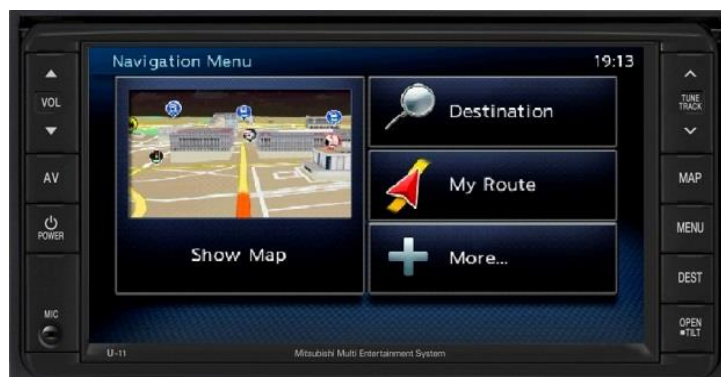 Navigation Menu
19:13
VOL
AV
POWER
MIC
Destination
My Route
Show Map
More...
TUNE
TRACK
MAP
MENU
DEST
OPEN
TILT
U-11
Mitsubishi Multi Entertainment System